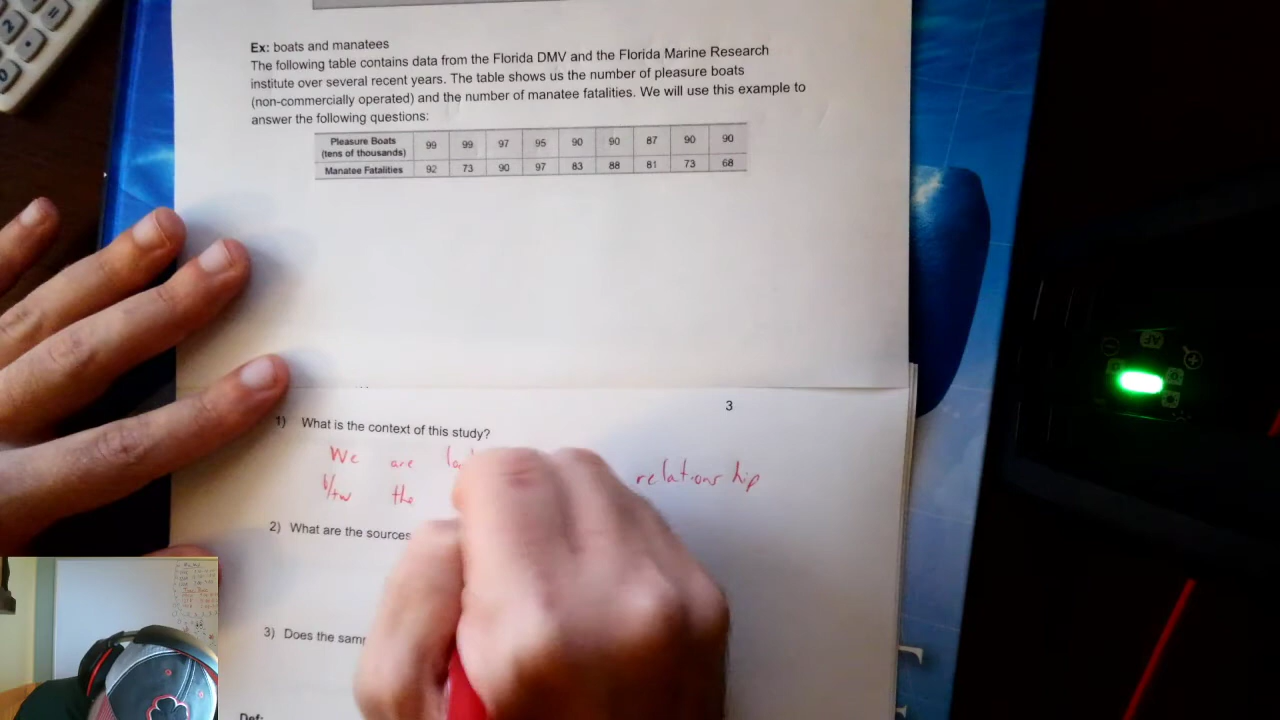 Ex: boats and manatees
The following table contains data from the Florida DMV and the Florida Marine Research
institute over several recent years. The table shows us the number of pleasure boats
(non-commercially operated) and the number of manatee fatalities. We will use this example to
answer the following questions:
Pleasure Boats (tens of thousands) 99 99 97 95 90 90 87 90 90
Manatee Fatalities 92 73 90 97 83 88 81 73 68
3
1) What is the context of this study?
We are relationship
b/tw the
2) What are the sources
3) Does the
Def: